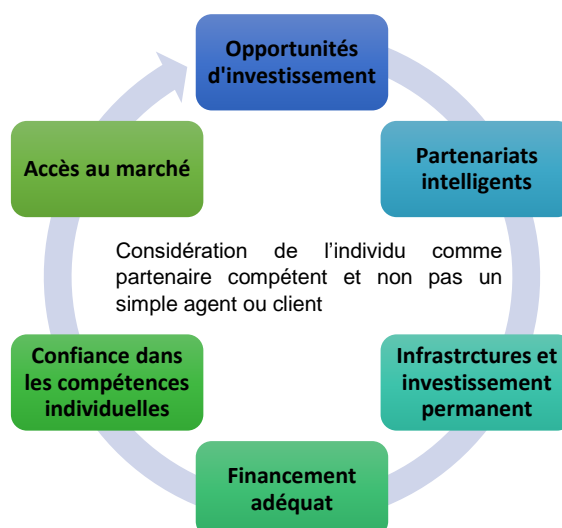 Opportunités
d'investissement
Partenariats
intelligents
Infrastrctures et
investissement
permanent
Financement
adéquat
Confiance dans
les compétences
individuelles
Accès au marché
Considération de l'individu comme
partenaire compétent et non pas un
simple agent ou client